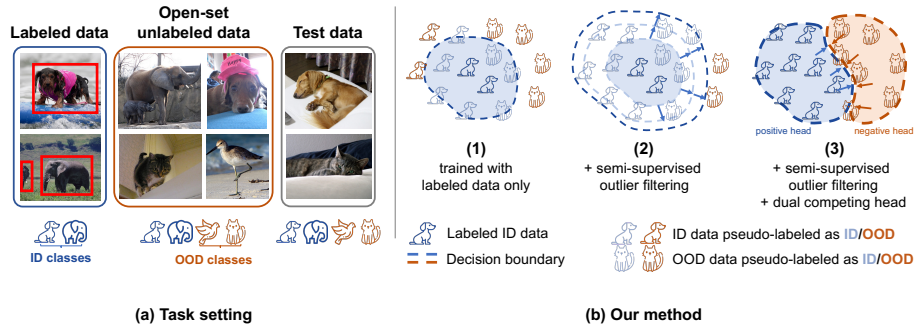 Labeled data
Open-set
unlabeled data
Test data
ID classes
OOD classes
(a) Task setting
positive head
negative head
(1)
trained with
labeled data only
(2)
+ semi-supervised
outlier filtering
(3)
+ semi-supervised
outlier filtering
+ dual competing head
Labeled ID data
Decision boundary
ID data pseudo-labeled as ID/OOD
OOD data pseudo-labeled as ID/OOD
(b) Our method